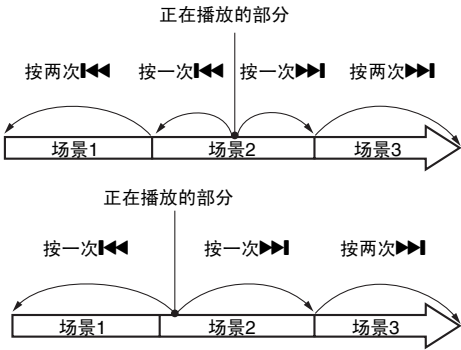 正在播放的部分
按两次⏮ 按一次⏮ 按一次⏭ 按两次⏭
场景1 场景2 场景3
正在播放的部分
按一次⏮ 按一次⏭ 按两次⏭
场景1 场景2 场景3